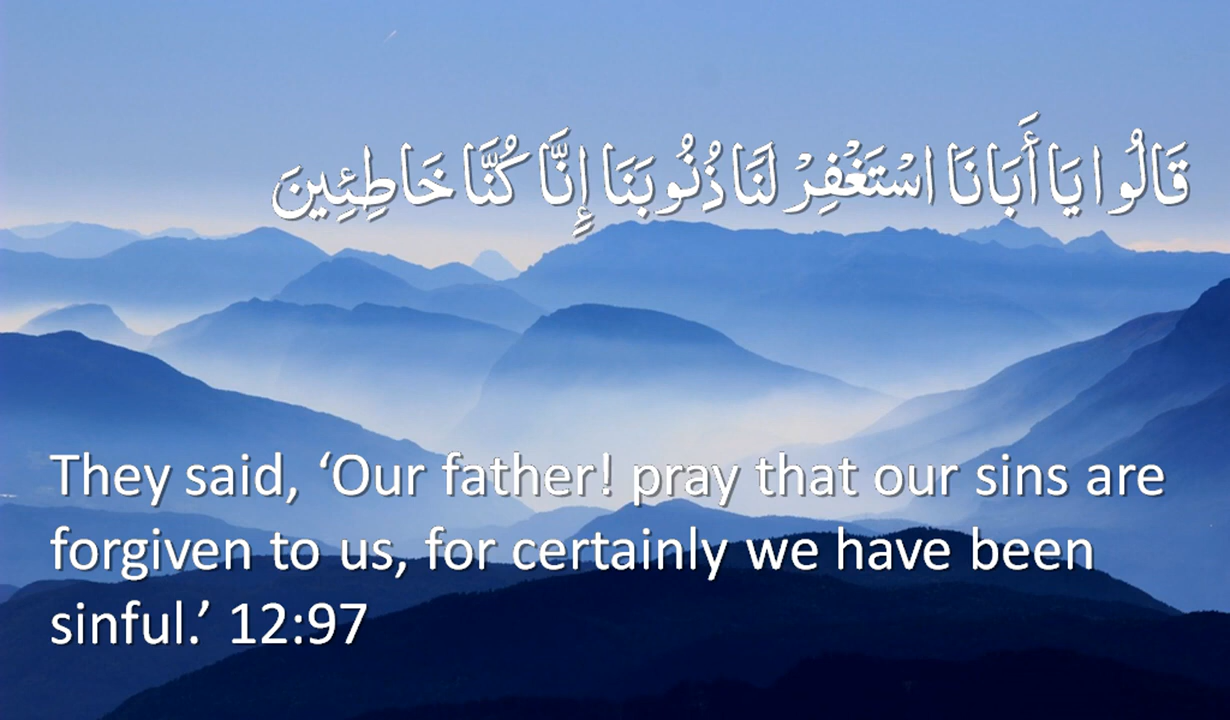 قَالُوا يَا أَبَانَا اسْتَغْفِرْ لَنَا ذُنُوبَنَا إِنَّا كُنَّا خَاطِئِينَ
They said, ‘Our father! pray that our sins are
forgiven to us, for certainly we have been
sinful.’ 12:97